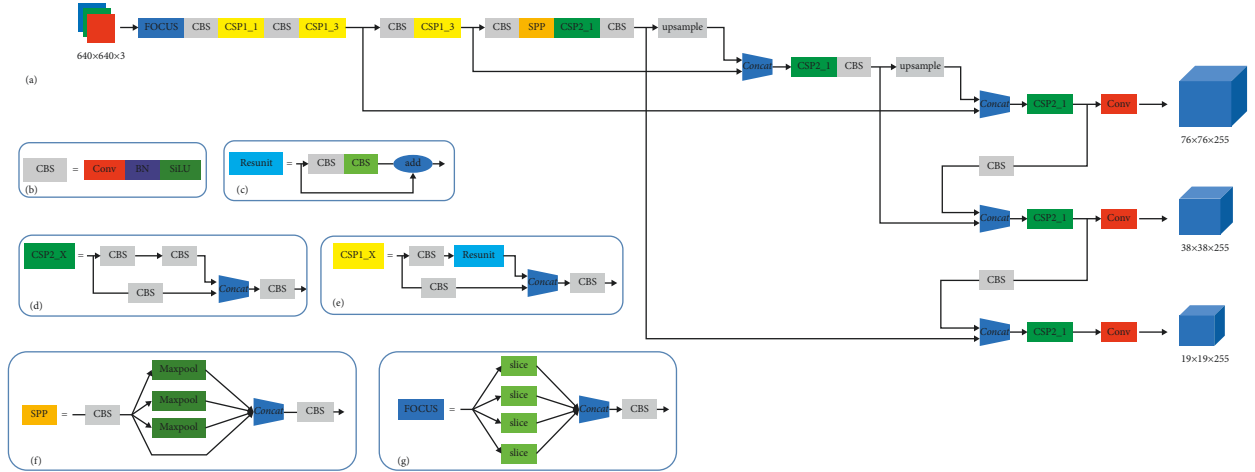 FOCUS CBS CSP1_1 CBS CSP1_3 CBS CSP1_3 CBS SPP CSP2_1 CBS upsample
640×640×3
Concat CSP2_1 CBS upsample
(a)
Concat CSP2_1 Conv
76×76×255
CBS
Concat CSP2_1 Conv
38×38×255
CBS
Concat CSP2_1 Conv
19×19×255
CBS = Conv BN SiLU
(b)
Resunit = CBS CBS add
(c)
CSP2_X = CBS CBS
CBS Concat CBS
(d)
CSP1_X = CBS Resunit
CBS Concat CBS
(e)
Maxpool
Maxpool
SPP = CBS Concat CBS
Maxpool
(f)
slice
slice
FOCUS = Concat CBS
slice
slice
(g)